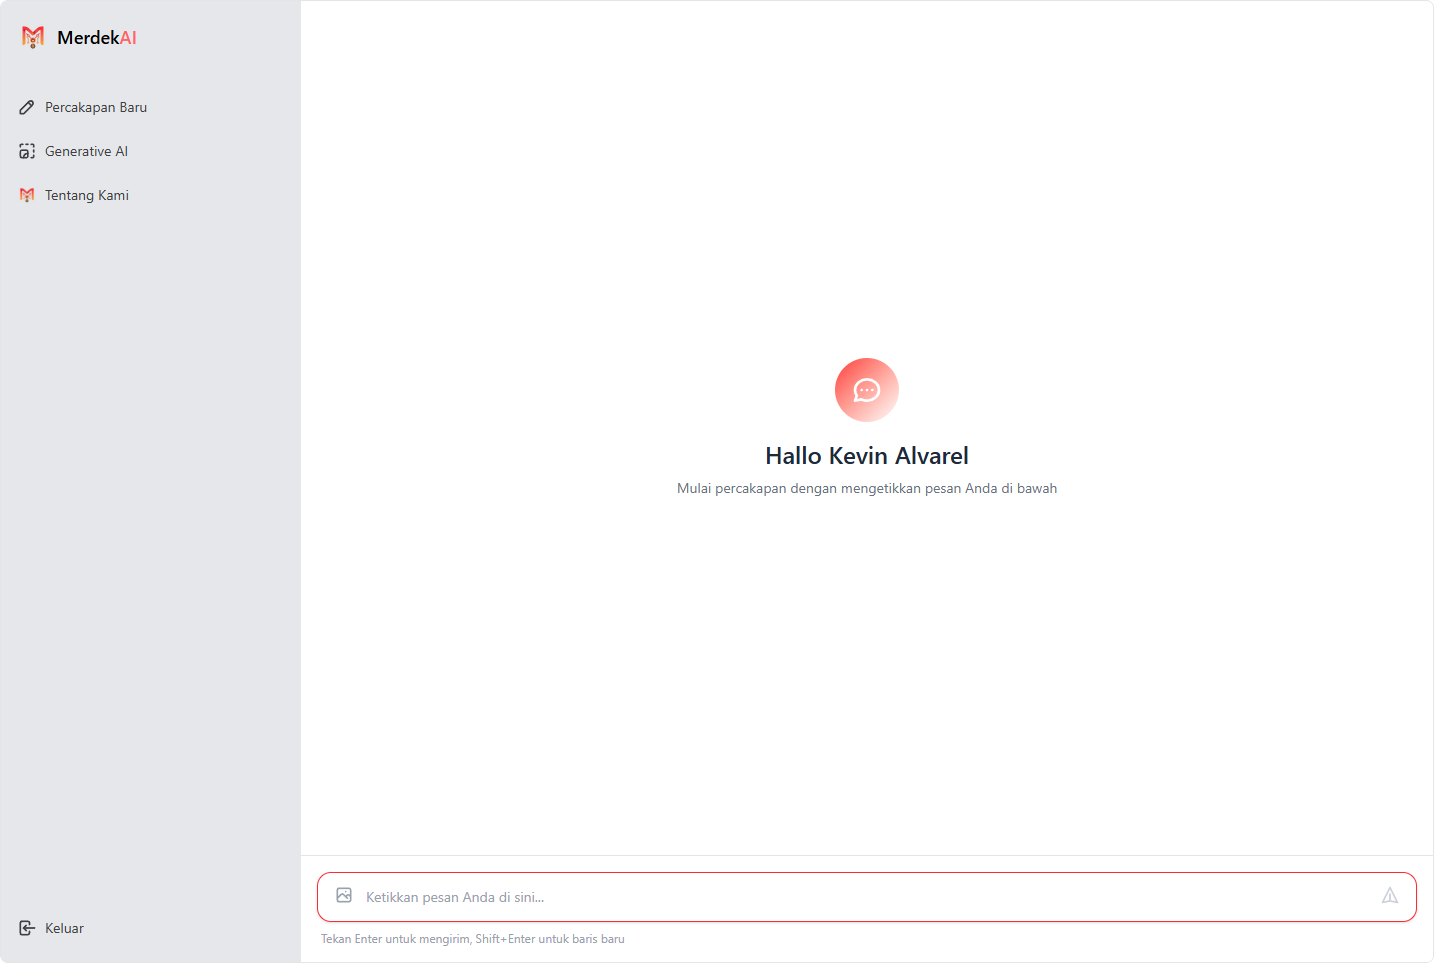 MerdekAI
Percakapan Baru
Generative AI
Tentang Kami
Hallo Kevin Alvarel
Mulai percakapan dengan mengetikkan pesan Anda di bawah
Ketikkan pesan Anda di sini...
Tekan Enter untuk mengirim, Shift+Enter untuk baris baru
Keluar